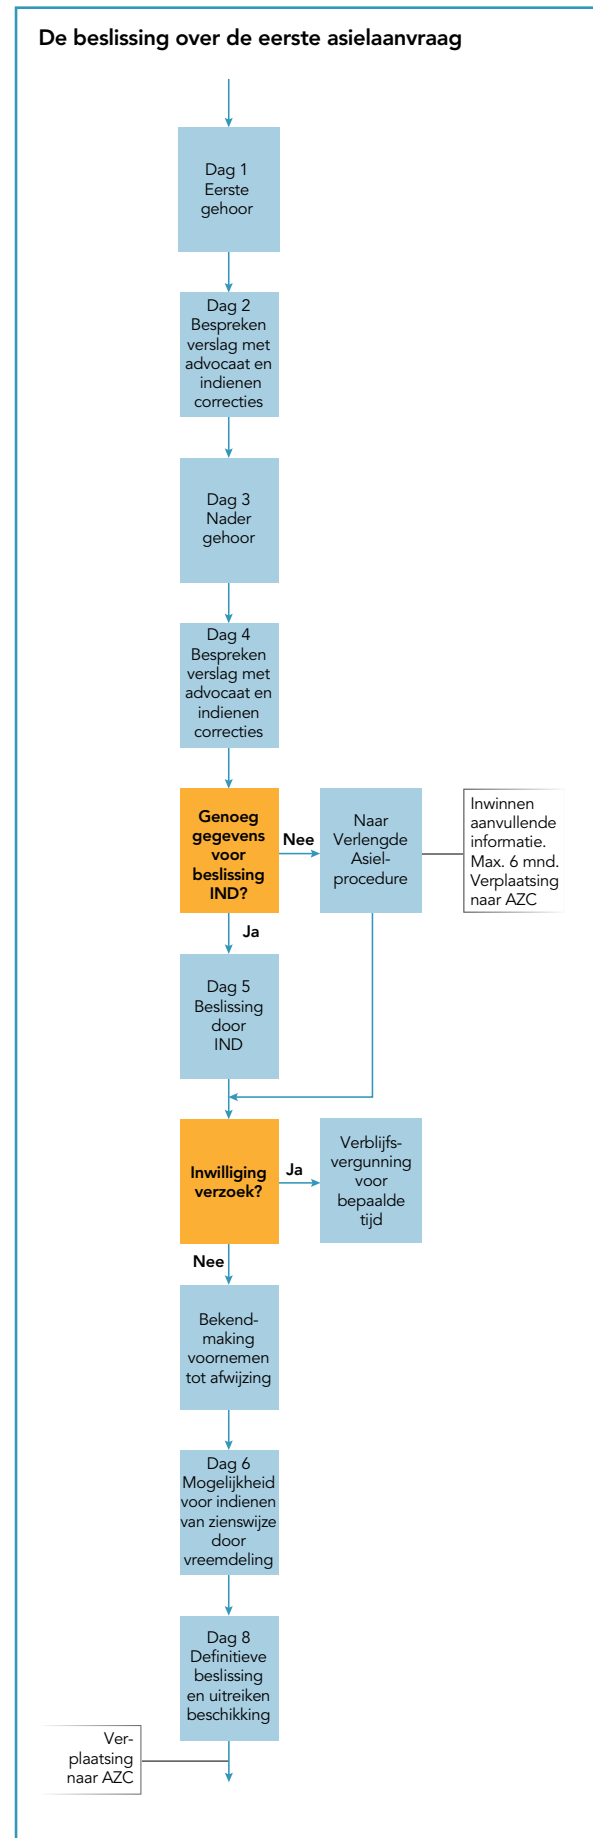 De beslissing over de eerste asielaanvraag
Dag 1
Eerste
gehoor
Dag 2
Bespreken
verslag met
advocaat en
indienen
correcties
Dag 3
Nader
gehoor
Dag 4
Bespreken
verslag met
advocaat en
indienen
correcties
Genoeg
gegevens
voor
beslissing
IND?
Nee
Naar
Verlengde
Asiel-
procedure
Inwinnen
aanvullende
informatie.
Max. 6 mnd.
Verplaatsing
naar AZC
Ja
Dag 5
Beslissing
door
IND
Inwilliging
verzoek?
Ja
Verblijfs-
vergunning
voor
bepaalde
tijd
Nee
Bekend-
making
voornemen
tot afwijzing
Dag 6
Mogelijkheid
voor indienen
van zienswijze
door
vreemdeling
Dag 8
Definitieve
beslissing
en uitreiken
beschikking
Ver-
plaatsing
naar AZC